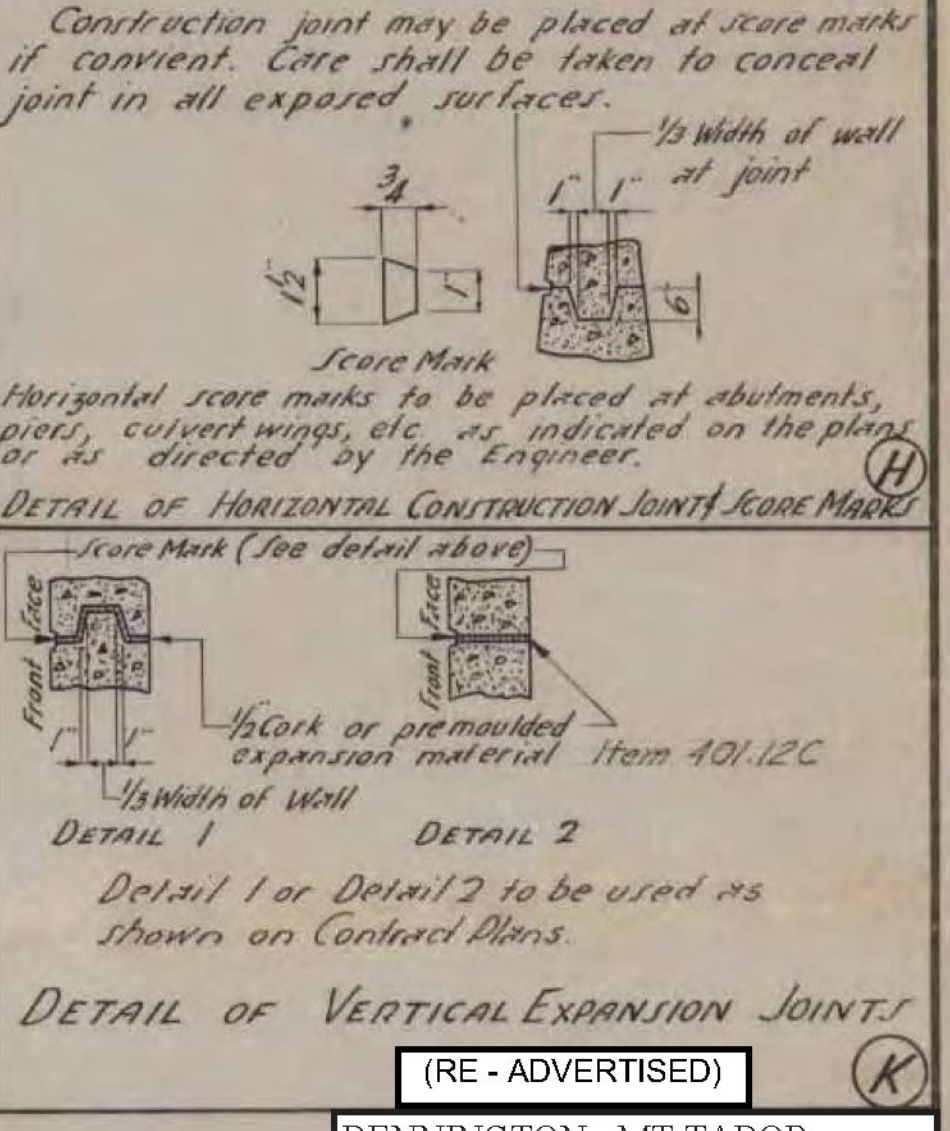 Construction joint may be placed at score marks
if convient. Care shall be taken to conceal
joint in all exposed surfaces.
1/3 Width of wall
at joint
3/4
1" 1"
1 1/2"
1"
6"
Score Mark
Horizontal score marks to be placed at abutments,
piers, culvert wings, etc. as indicated on the plans
or as directed by the Engineer.
H
DETAIL OF HORIZONTAL CONSTRUCTION JOINT & SCORE MARKS
Score Mark (See detail above)
Front Face
Front Face
1/2" Cork or premoulded
expansion material Item 401.12C
1" 1"
1/3 Width of Wall
DETAIL 1 DETAIL 2
Detail 1 or Detail 2 to be used as
shown on Contract Plans.
DETAIL OF VERTICAL EXPANSION JOINTS
K
(RE - ADVERTISED)